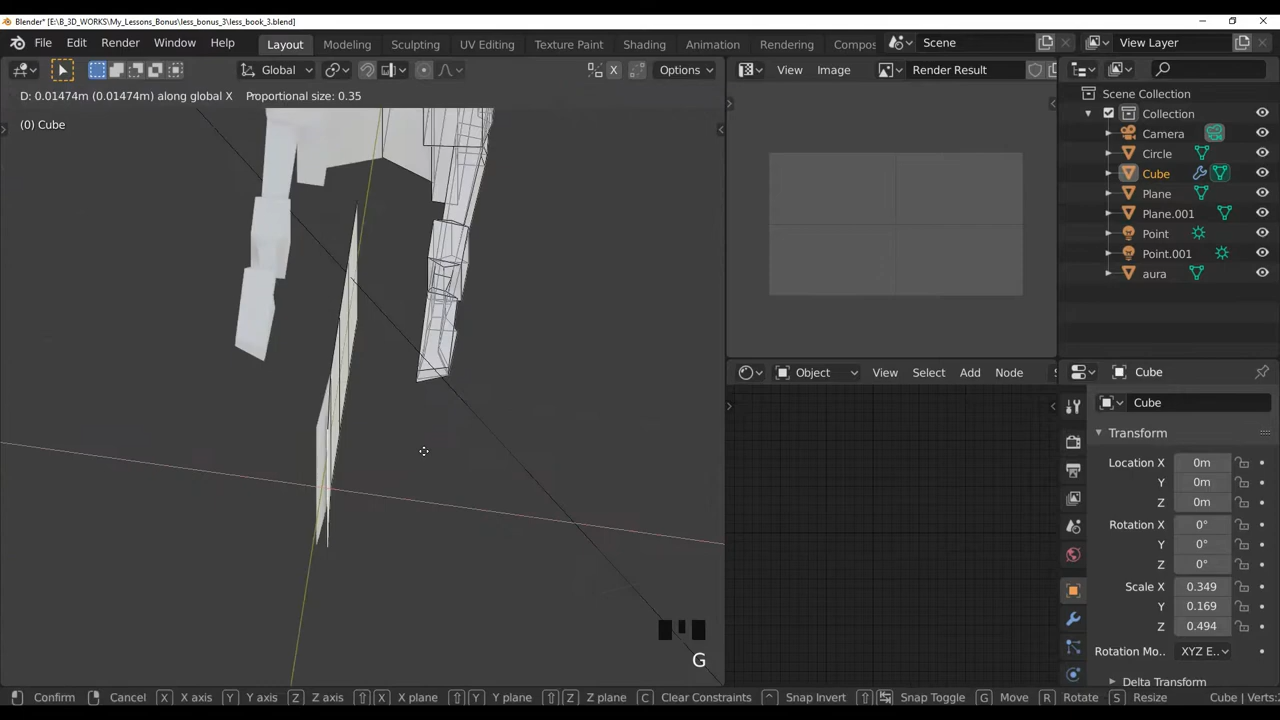 Blender* [E:\B_3D_WORKS\My_Lessons_Bonus\less_bonus_3\less_book_3.blend]
File Edit Render Window Help Layout Modeling Sculpting UV Editing Texture Paint Shading Animation Rendering Compos Scene View Layer
Global Options View Image Render Result
D: 0.01474m (0.01474m) along global X Proportional size: 0.35
(0) Cube
Scene Collection
Collection
Camera
Circle
Cube
Plane
Plane.001
Point
Point.001
aura
Object View Select Add Node
Cube
Cube
Transform
Location X 0m
Y 0m
Z 0m
Rotation X 0°
Y 0°
Z 0°
Scale X 0.349
Y 0.169
Z 0.494
Rotation Mo.. XYZ E..
Delta Transform
G
Confirm Cancel X X axis Y Y axis Z Z axis X X plane Y Y plane Z Z plane C Clear Constraints ^ Snap Invert Snap Toggle G Move R Rotate S Resize Cube | Verts: